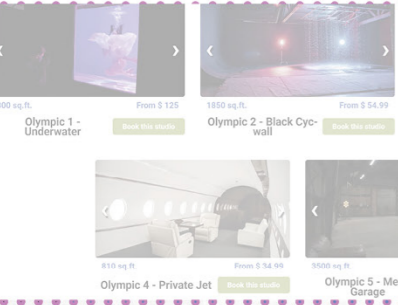 00 sq.ft. From $ 125
Olympic 1 -
Underwater
Book this studio
1850 sq.ft. From $ 54.99
Olympic 2 - Black Cyc-
wall
Book this studio
810 sq.ft. From $ 34.99
Olympic 4 - Private Jet
Book this studio
3500 sq.ft.
Olympic 5 - Me
Garage